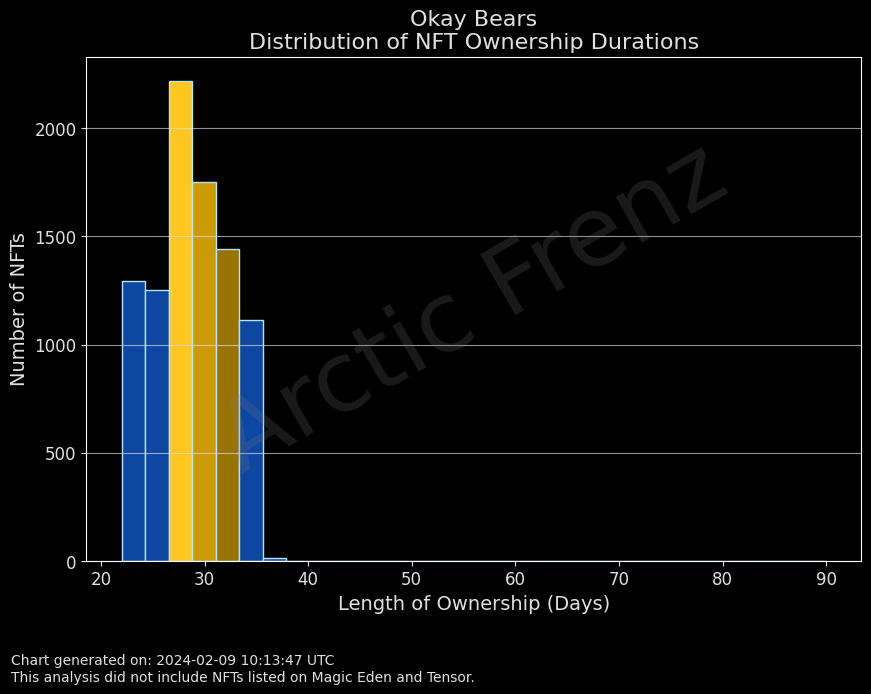 Okay Bears
Distribution of NFT Ownership Durations
Number of NFTs
2000
1500
1000
500
0
20 30 40 50 60 70 80 90
Length of Ownership (Days)
Arctic Frenz
Chart generated on: 2024-02-09 10:13:47 UTC
This analysis did not include NFTs listed on Magic Eden and Tensor.